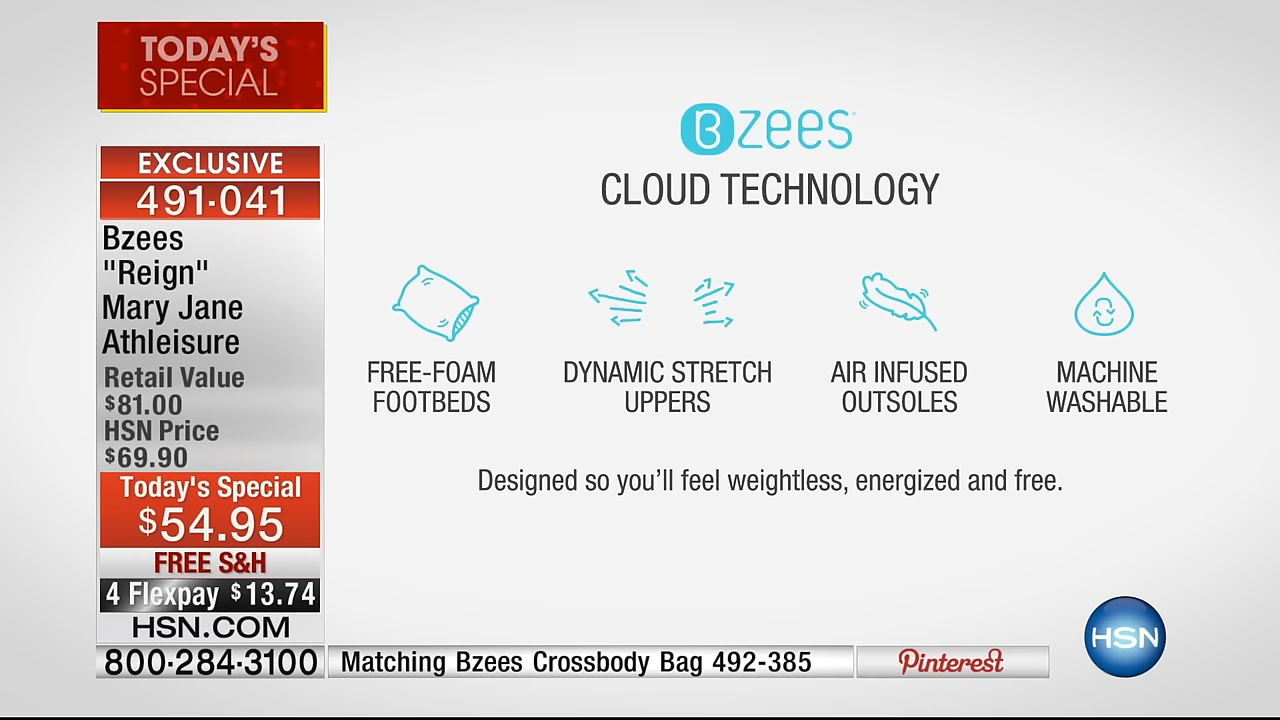 TODAY'S
SPECIAL
EXCLUSIVE
491·041
Bzees
"Reign"
Mary Jane
Athleisure
Retail Value
$81.00
HSN Price
$69.90
Today's Special
$54.95
FREE S&H
4 Flexpay $13.74
HSN.COM
800·284·3100
Bzees
CLOUD TECHNOLOGY
FREE-FOAM
FOOTBEDS
DYNAMIC STRETCH
UPPERS
AIR INFUSED
OUTSOLES
MACHINE
WASHABLE
Designed so you'll feel weightless, energized and free.
Matching Bzees Crossbody Bag 492-385
Pinterest
HSN